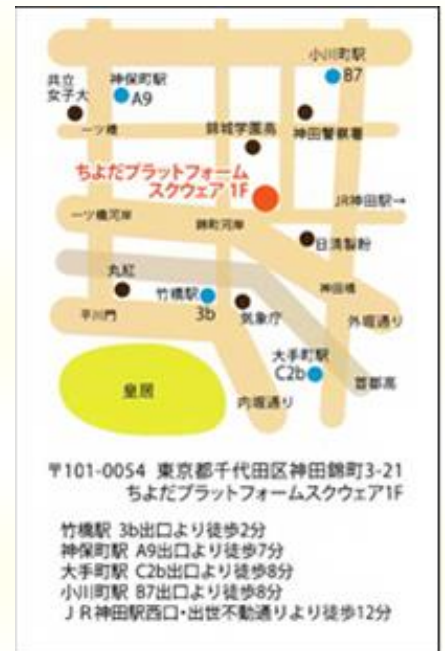 小川町駅
B7
共立
女子大
神保町駅
A9
一ツ橋
錦城学園高
神田警察署
ちよだプラットフォーム
スクウェア 1F
JR神田駅→
一ツ橋河岸
錦町河岸
日清製粉
丸紅
竹橋駅
3b
神田橋
平川門
気象庁
外堀通り
大手町駅
C2b
首都高
皇居
内堀通り
〒101-0054 東京都千代田区神田錦町3-21
ちよだプラットフォームスクウェア1F
竹橋駅 3b出口より徒歩2分
神保町駅 A9出口より徒歩7分
大手町駅 C2b出口より徒歩8分
小川町駅 B7出口より徒歩8分
ＪＲ神田駅西口・出世不動通りより徒歩12分